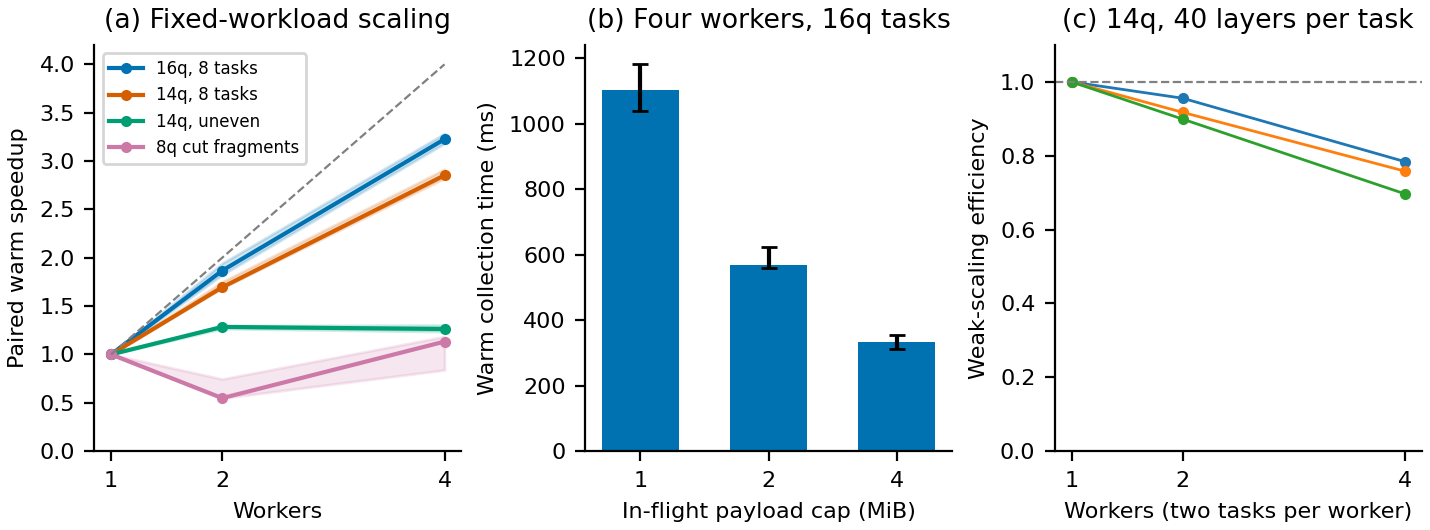 (a) Fixed-workload scaling
Paired warm speedup
4.0
3.5
3.0
2.5
2.0
1.5
1.0
0.5
0.0
16q, 8 tasks
14q, 8 tasks
14q, uneven
8q cut fragments
1
2
4
Workers
(b) Four workers, 16q tasks
Warm collection time (ms)
1200
1000
800
600
400
200
0
1
2
4
In-flight payload cap (MiB)
(c) 14q, 40 layers per task
Weak-scaling efficiency
1.0
0.8
0.6
0.4
0.2
0.0
1
2
4
Workers (two tasks per worker)